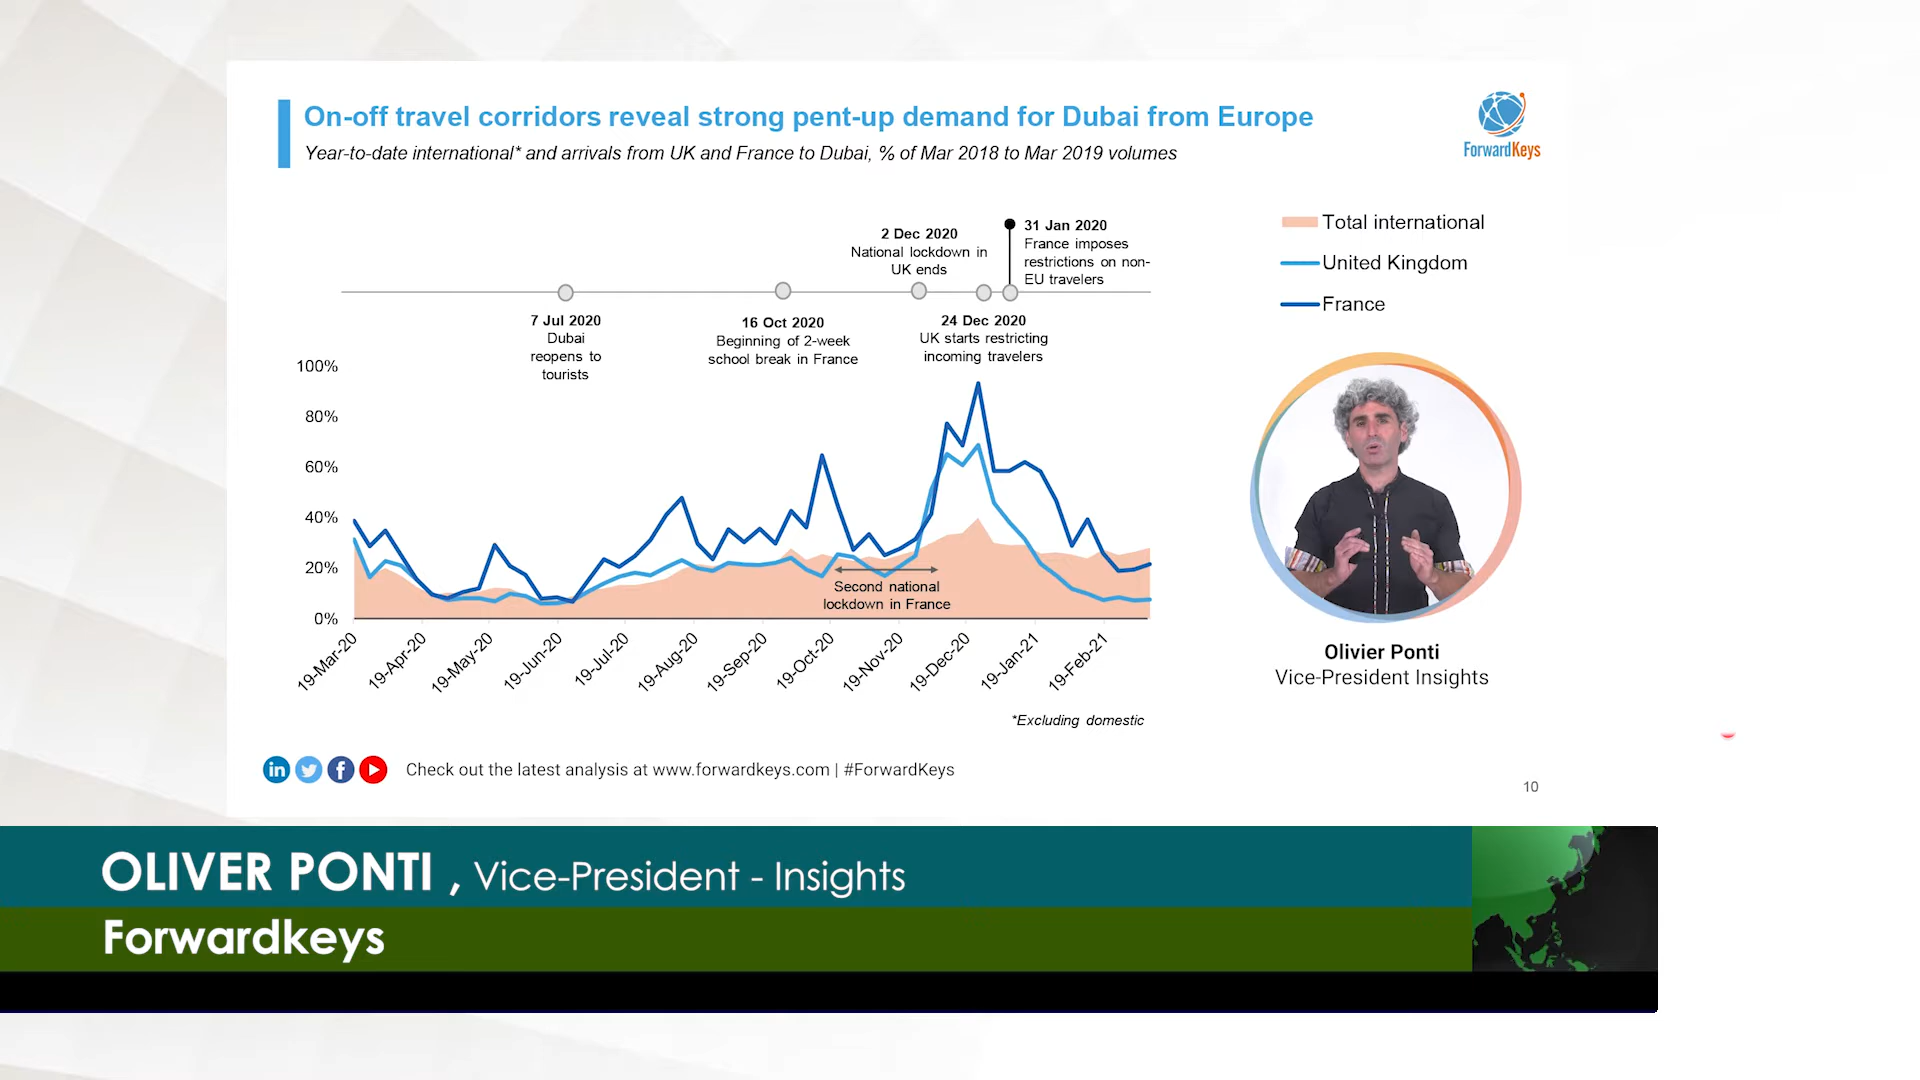 On-off travel corridors reveal strong pent-up demand for Dubai from Europe
Year-to-date international* and arrivals from UK and France to Dubai, % of Mar 2018 to Mar 2019 volumes
ForwardKeys
2 Dec 2020
National lockdown in
UK ends
31 Jan 2020
France imposes
restrictions on non-
EU travelers
7 Jul 2020
Dubai
reopens to
tourists
16 Oct 2020
Beginning of 2-week
school break in France
24 Dec 2020
UK starts restricting
incoming travelers
Total international
United Kingdom
France
100%
80%
60%
40%
20%
0%
Second national
lockdown in France
19-Mar-20
19-Apr-20
19-May-20
19-Jun-20
19-Jul-20
19-Aug-20
19-Sep-20
19-Oct-20
19-Nov-20
19-Dec-20
19-Jan-21
19-Feb-21
*Excluding domestic
Olivier Ponti
Vice-President Insights
in
f
Check out the latest analysis at www.forwardkeys.com | #ForwardKeys
10
OLIVER PONTI , Vice-President - Insights
Forwardkeys